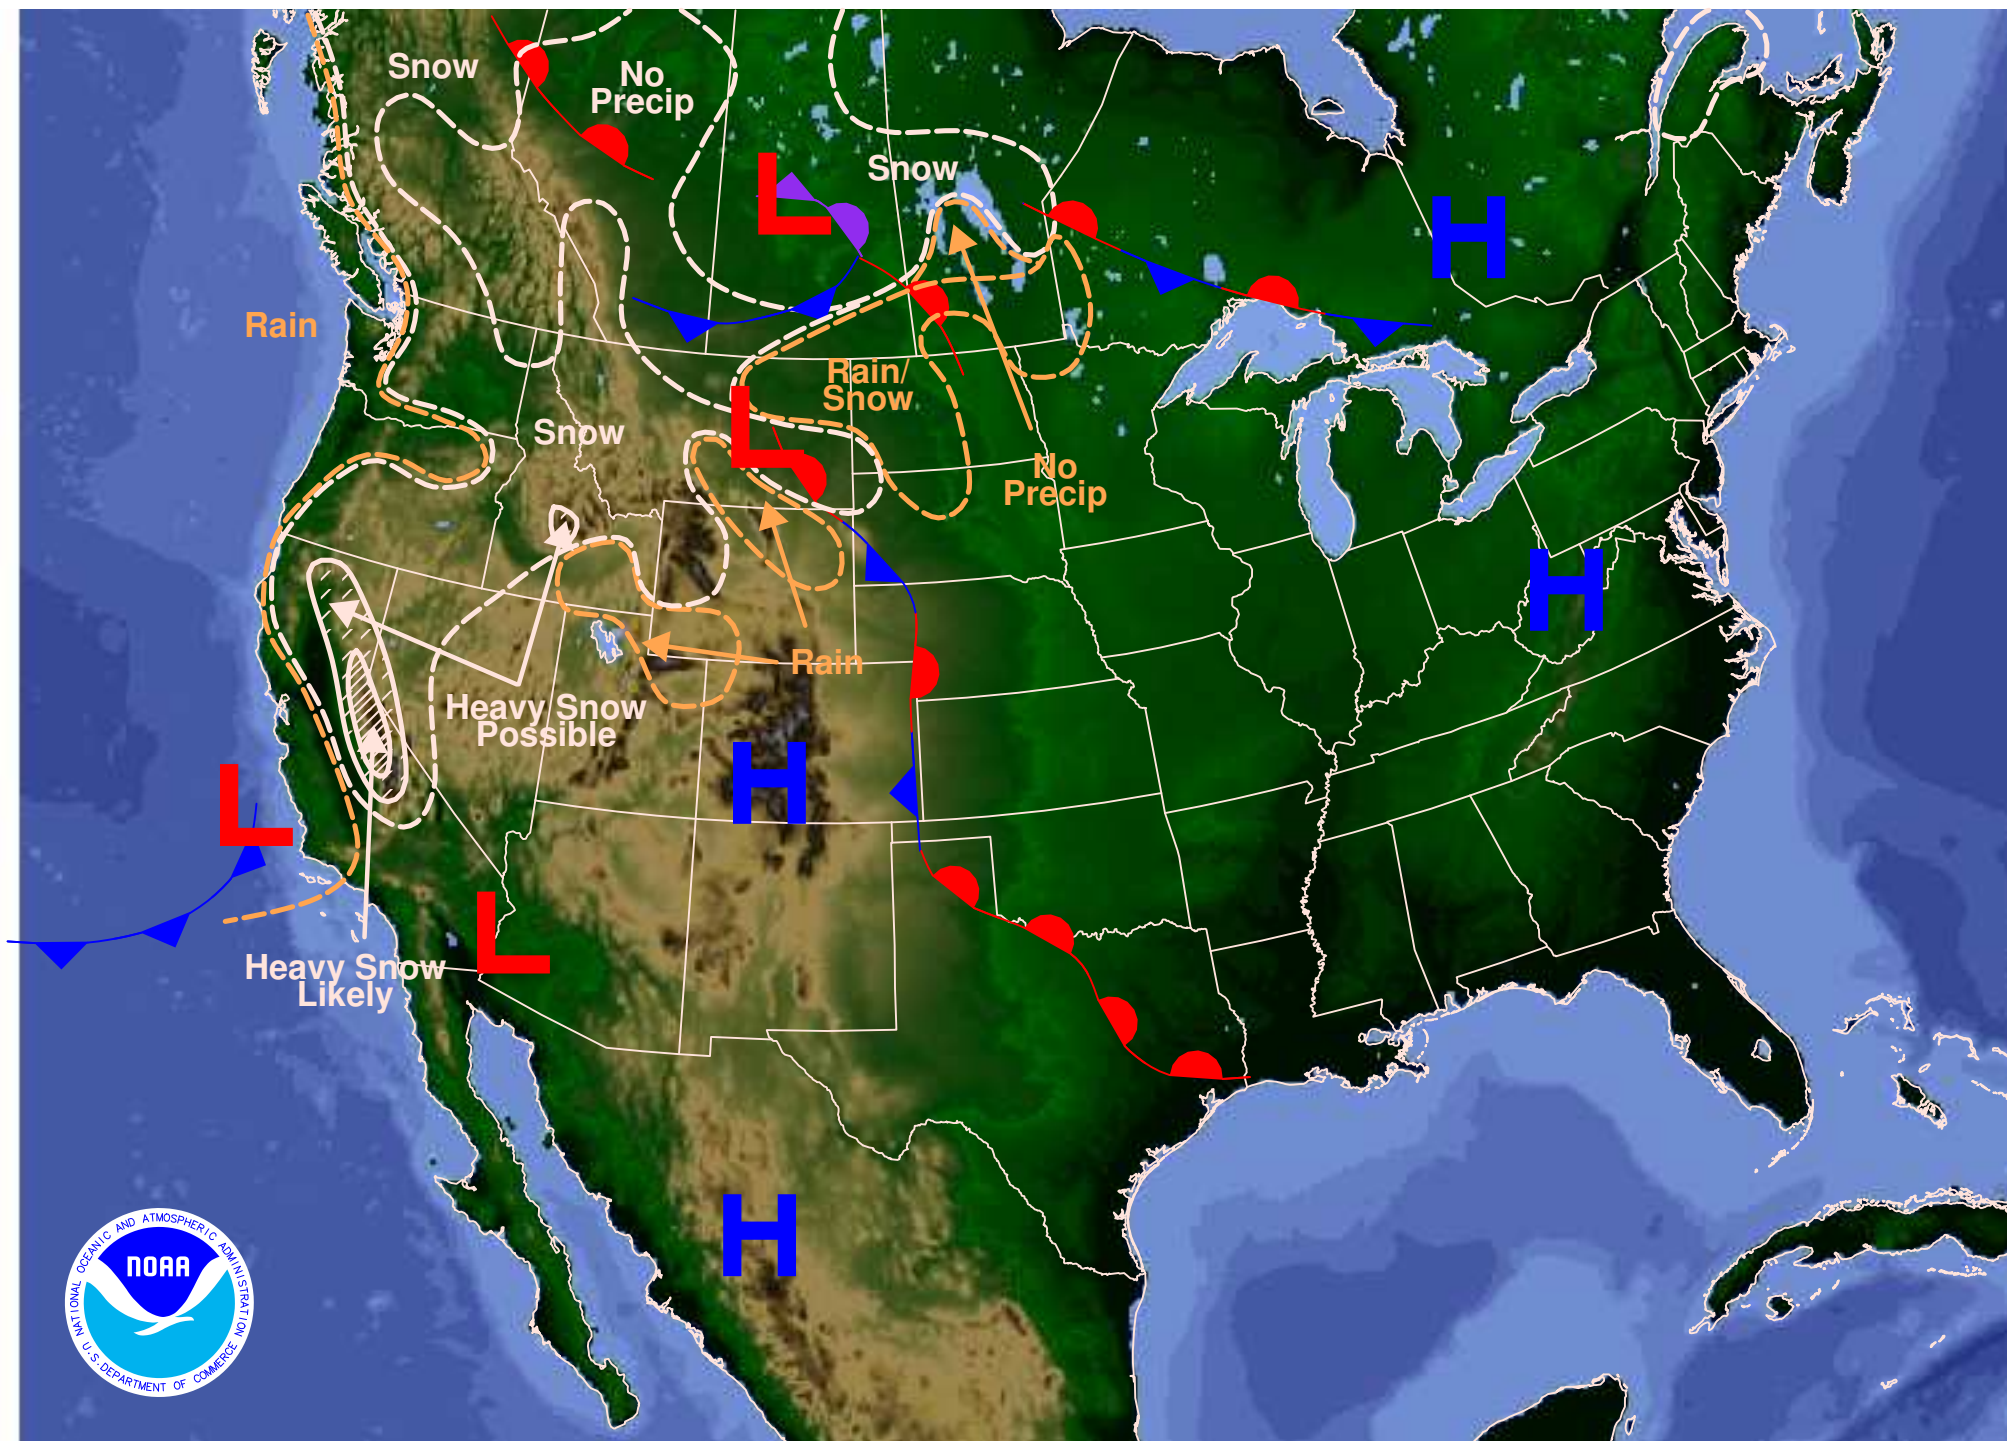 Snow
No
Precip
L
Snow
H
Rain
Rain/
Snow
L
Snow
No
Precip
H
Rain
Heavy Snow
Possible
H
L
L
Heavy Snow
Likely
H
NATIONAL OCEANIC AND ATMOSPHERIC ADMINISTRATION
NOAA
U.S. DEPARTMENT OF COMMERCE